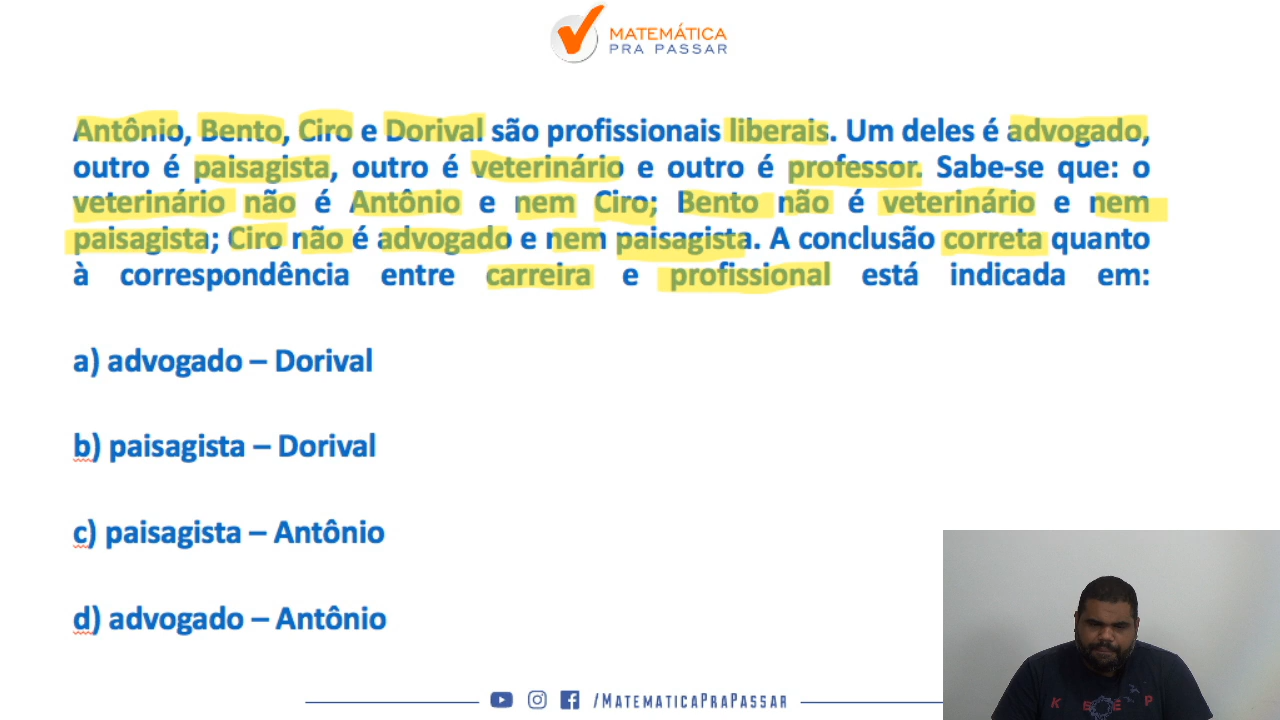 MATEMÁTICA
PRA PASSAR
Antônio, Bento, Ciro e Dorival são profissionais liberais. Um deles é advogado,
outro é paisagista, outro é veterinário e outro é professor. Sabe-se que: o
veterinário não é Antônio e nem Ciro; Bento não é veterinário e nem
paisagista; Ciro não é advogado e nem paisagista. A conclusão correta quanto
à correspondência entre carreira e profissional está indicada em:
a) advogado – Dorival
b) paisagista – Dorival
c) paisagista – Antônio
d) advogado – Antônio
/MATEMATICAPRAPASSAR
K E E P